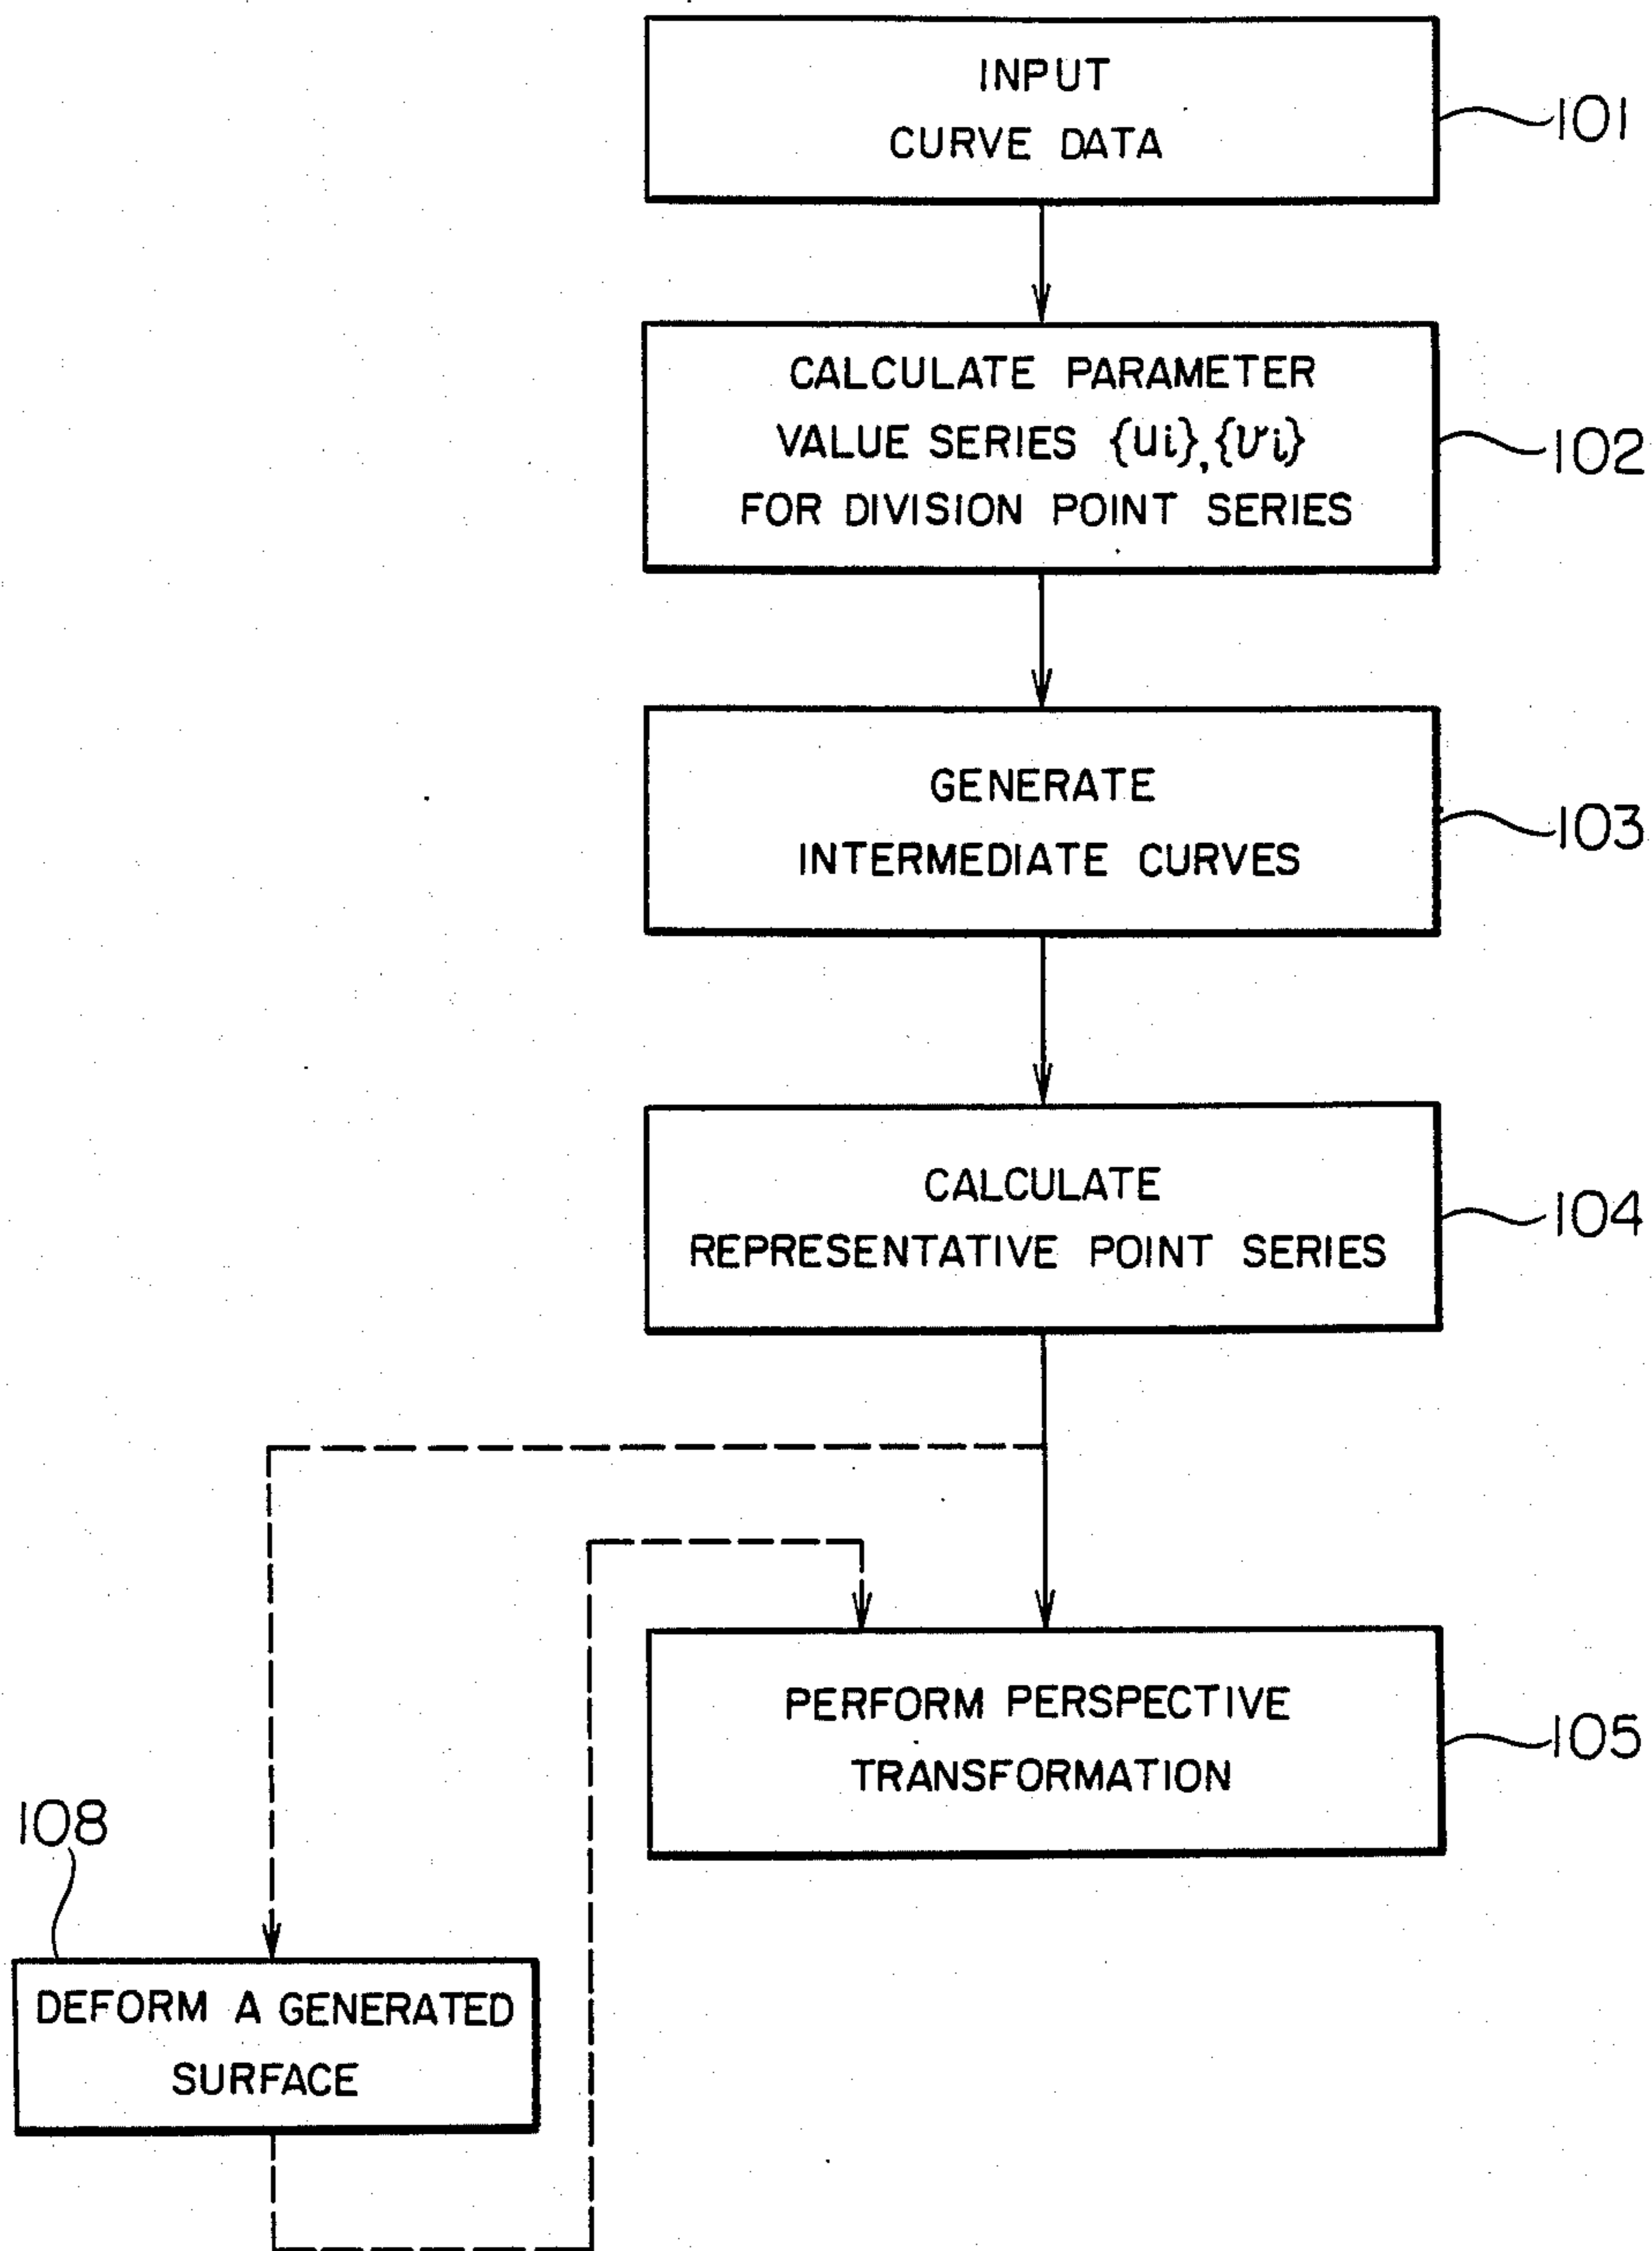 INPUT
CURVE DATA
101
CALCULATE PARAMETER
VALUE SERIES {ui}, {vi}
FOR DIVISION POINT SERIES
102
GENERATE
INTERMEDIATE CURVES
103
CALCULATE
REPRESENTATIVE POINT SERIES
104
PERFORM PERSPECTIVE
TRANSFORMATION
105
108
DEFORM A GENERATED
SURFACE